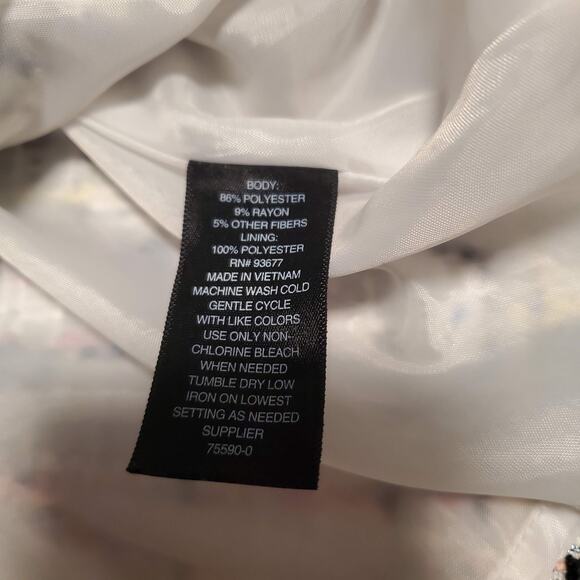 BODY:
86% POLYESTER
9% RAYON
5% OTHER FIBERS
LINING:
100% POLYESTER
RN# 93677
MADE IN VIETNAM
MACHINE WASH COLD
GENTLE CYCLE
WITH LIKE COLORS
USE ONLY NON-
CHLORINE BLEACH
WHEN NEEDED
TUMBLE DRY LOW
IRON ON LOWEST
SETTING AS NEEDED
SUPPLIER
75590-0